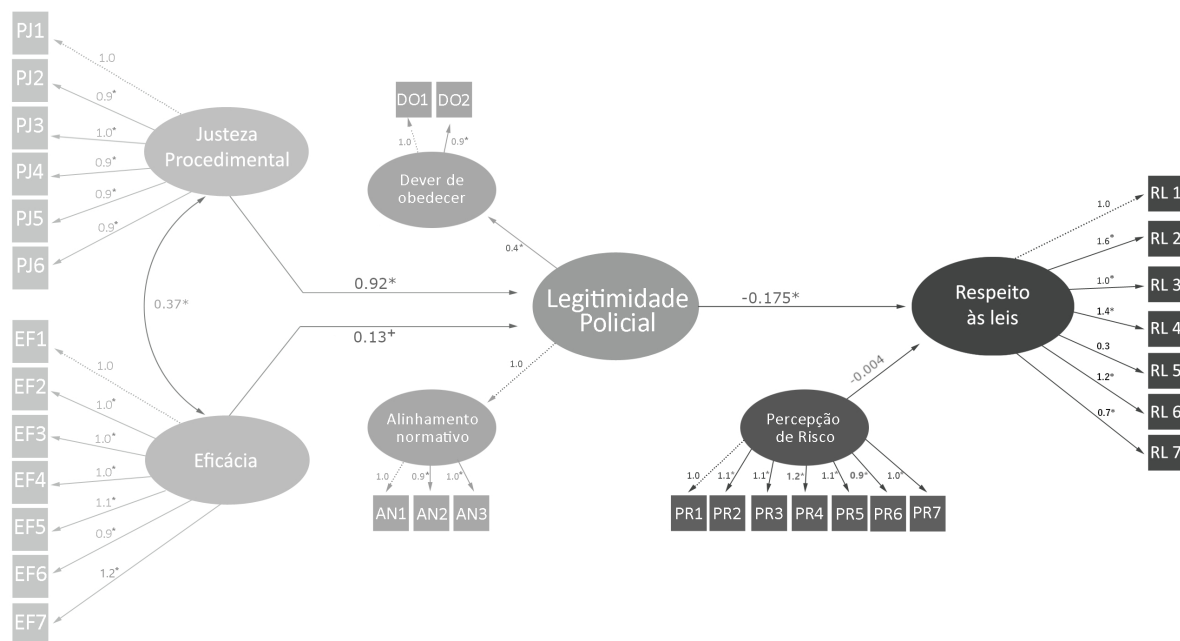 PJ1
PJ2
PJ3
PJ4
PJ5
PJ6
1.0
0.9*
1.0*
0.9*
0.9*
0.9*
Justeza
Procedimental
0.37*
EF1
EF2
EF3
EF4
EF5
EF6
EF7
1.0
1.0*
1.0*
1.0*
1.1*
0.9*
1.2*
Eficácia
0.92*
0.13+
DO1
DO2
1.0
0.9*
Dever de
obedecer
0.4*
Legitimidade
Policial
1.0
Alinhamento
normativo
1.0
0.9*
1.0*
AN1
AN2
AN3
-0.175*
-0.004
Percepção
de Risco
1.0
1.1*
1.1*
1.2*
1.1*
0.9*
1.0*
PR1
PR2
PR3
PR4
PR5
PR6
PR7
Respeito
às leis
1.0
1.6*
1.0*
1.4*
0.3
1.2*
0.7*
RL 1
RL 2
RL 3
RL 4
RL 5
RL 6
RL 7